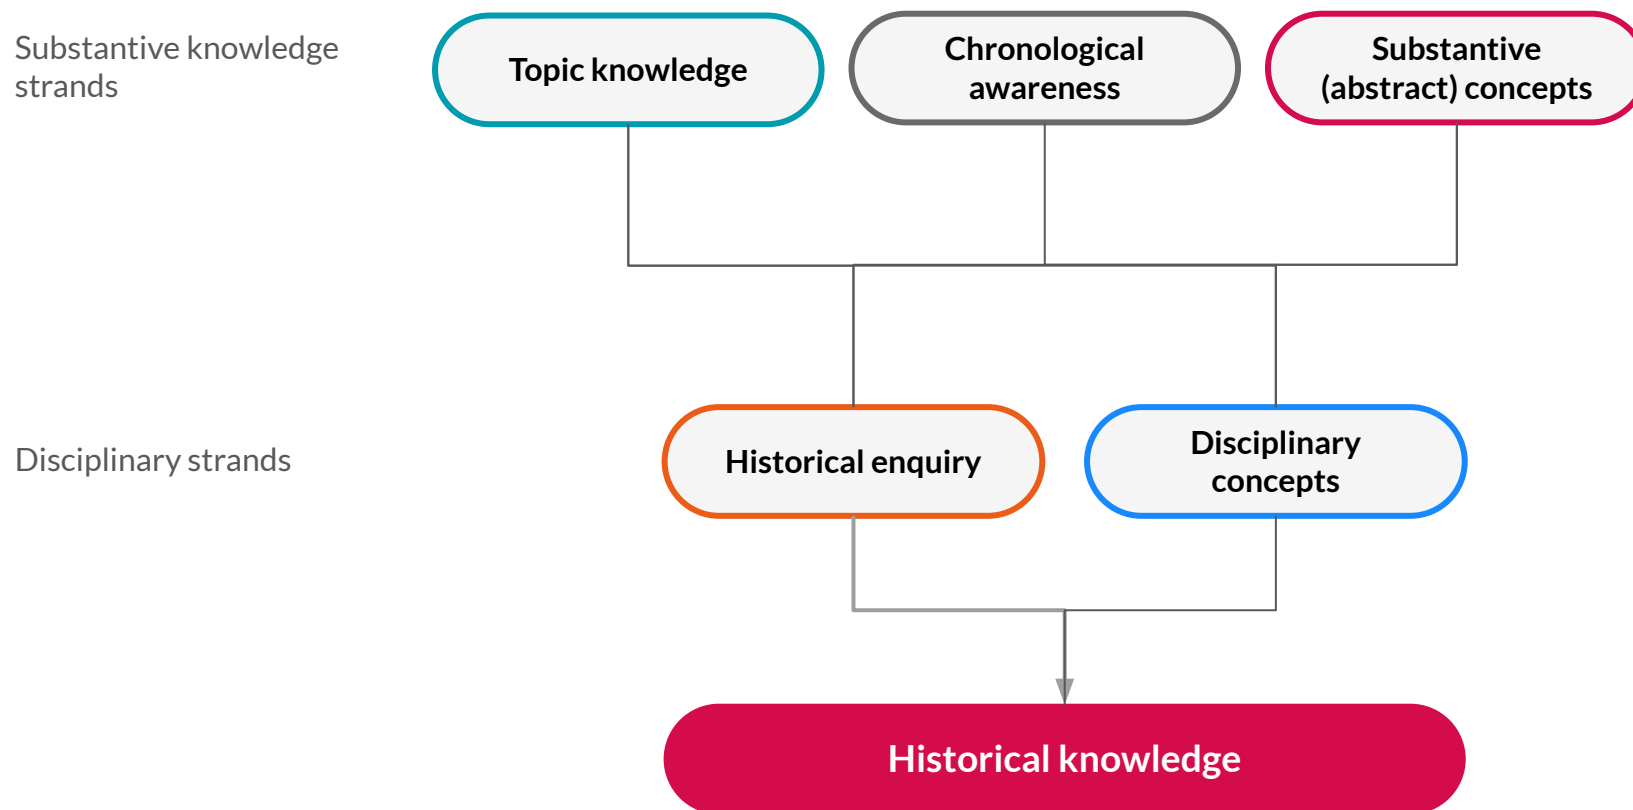 Substantive knowledge
strands
Topic knowledge
Chronological
awareness
Substantive
(abstract) concepts
Disciplinary strands
Historical enquiry
Disciplinary
concepts
Historical knowledge